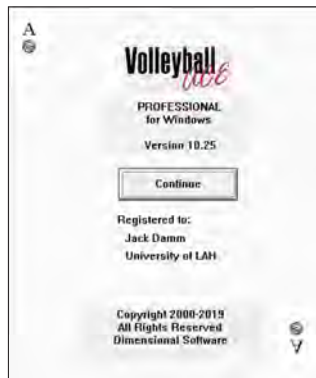 A
Volleyball
ace
PROFESSIONAL
for Windows
Version 10.25
Continue
Registered to:
Jack Damm
University of LAH
Copyright 2000-2019
All Rights Reserved
Dimensional Software
A